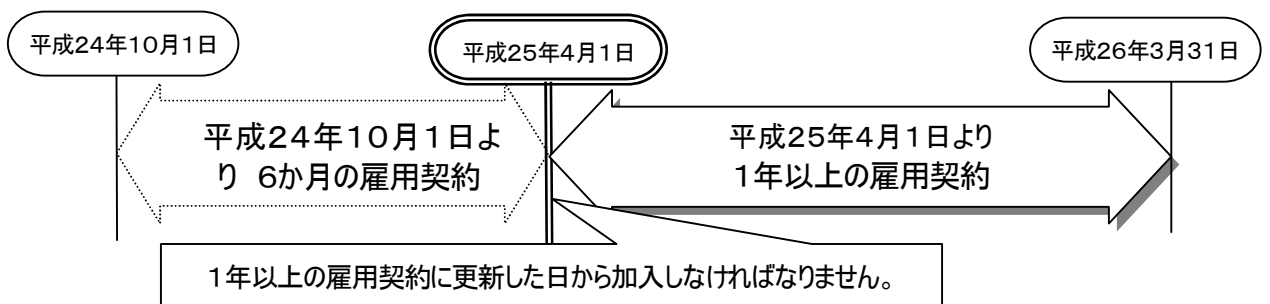 平成24年10月1日
平成25年4月1日
平成26年3月31日
平成24年10月1日よ
り 6か月の雇用契約
平成25年4月1日より
1年以上の雇用契約
1年以上の雇用契約に更新した日から加入しなければなりません。